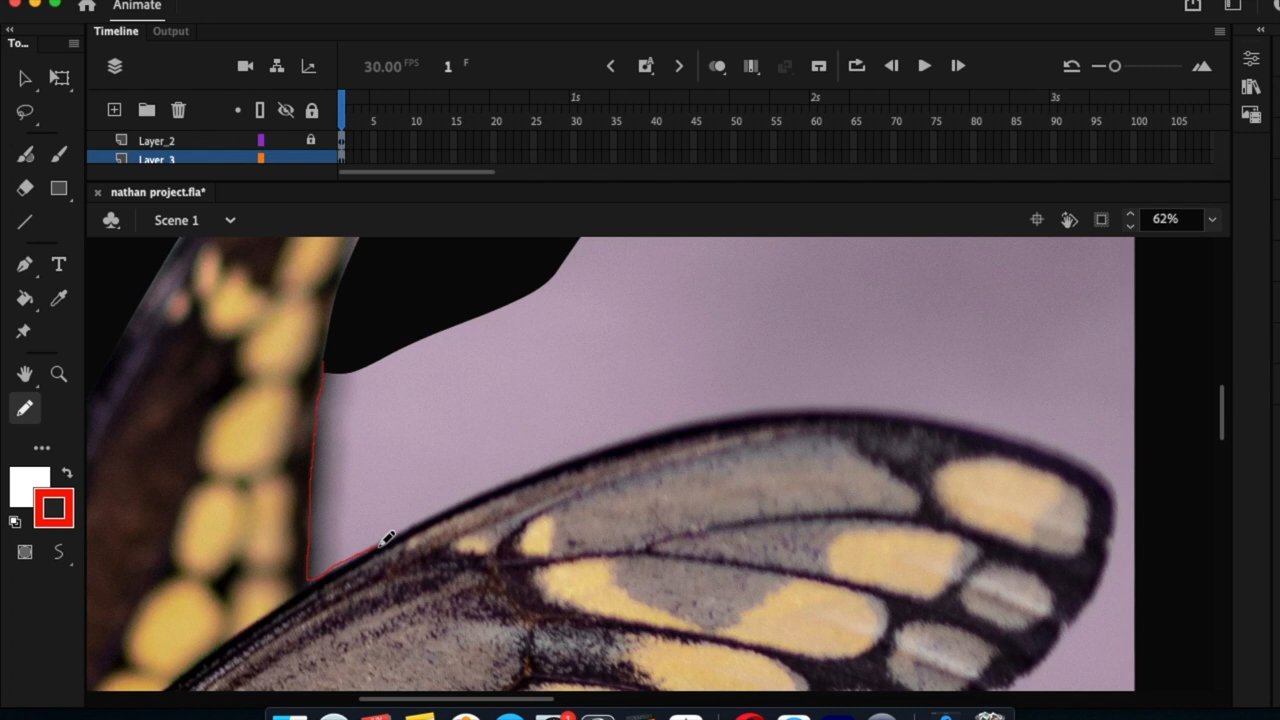 Animate
Timeline Output
To...
30.00 FPS 1 F
1s 2s 3s
5 10 15 20 25 30 35 40 45 50 55 60 65 70 75 80 85 90 95 100 105
Layer_2
Layer_3
nathan project.fla*
Scene 1
62%
T